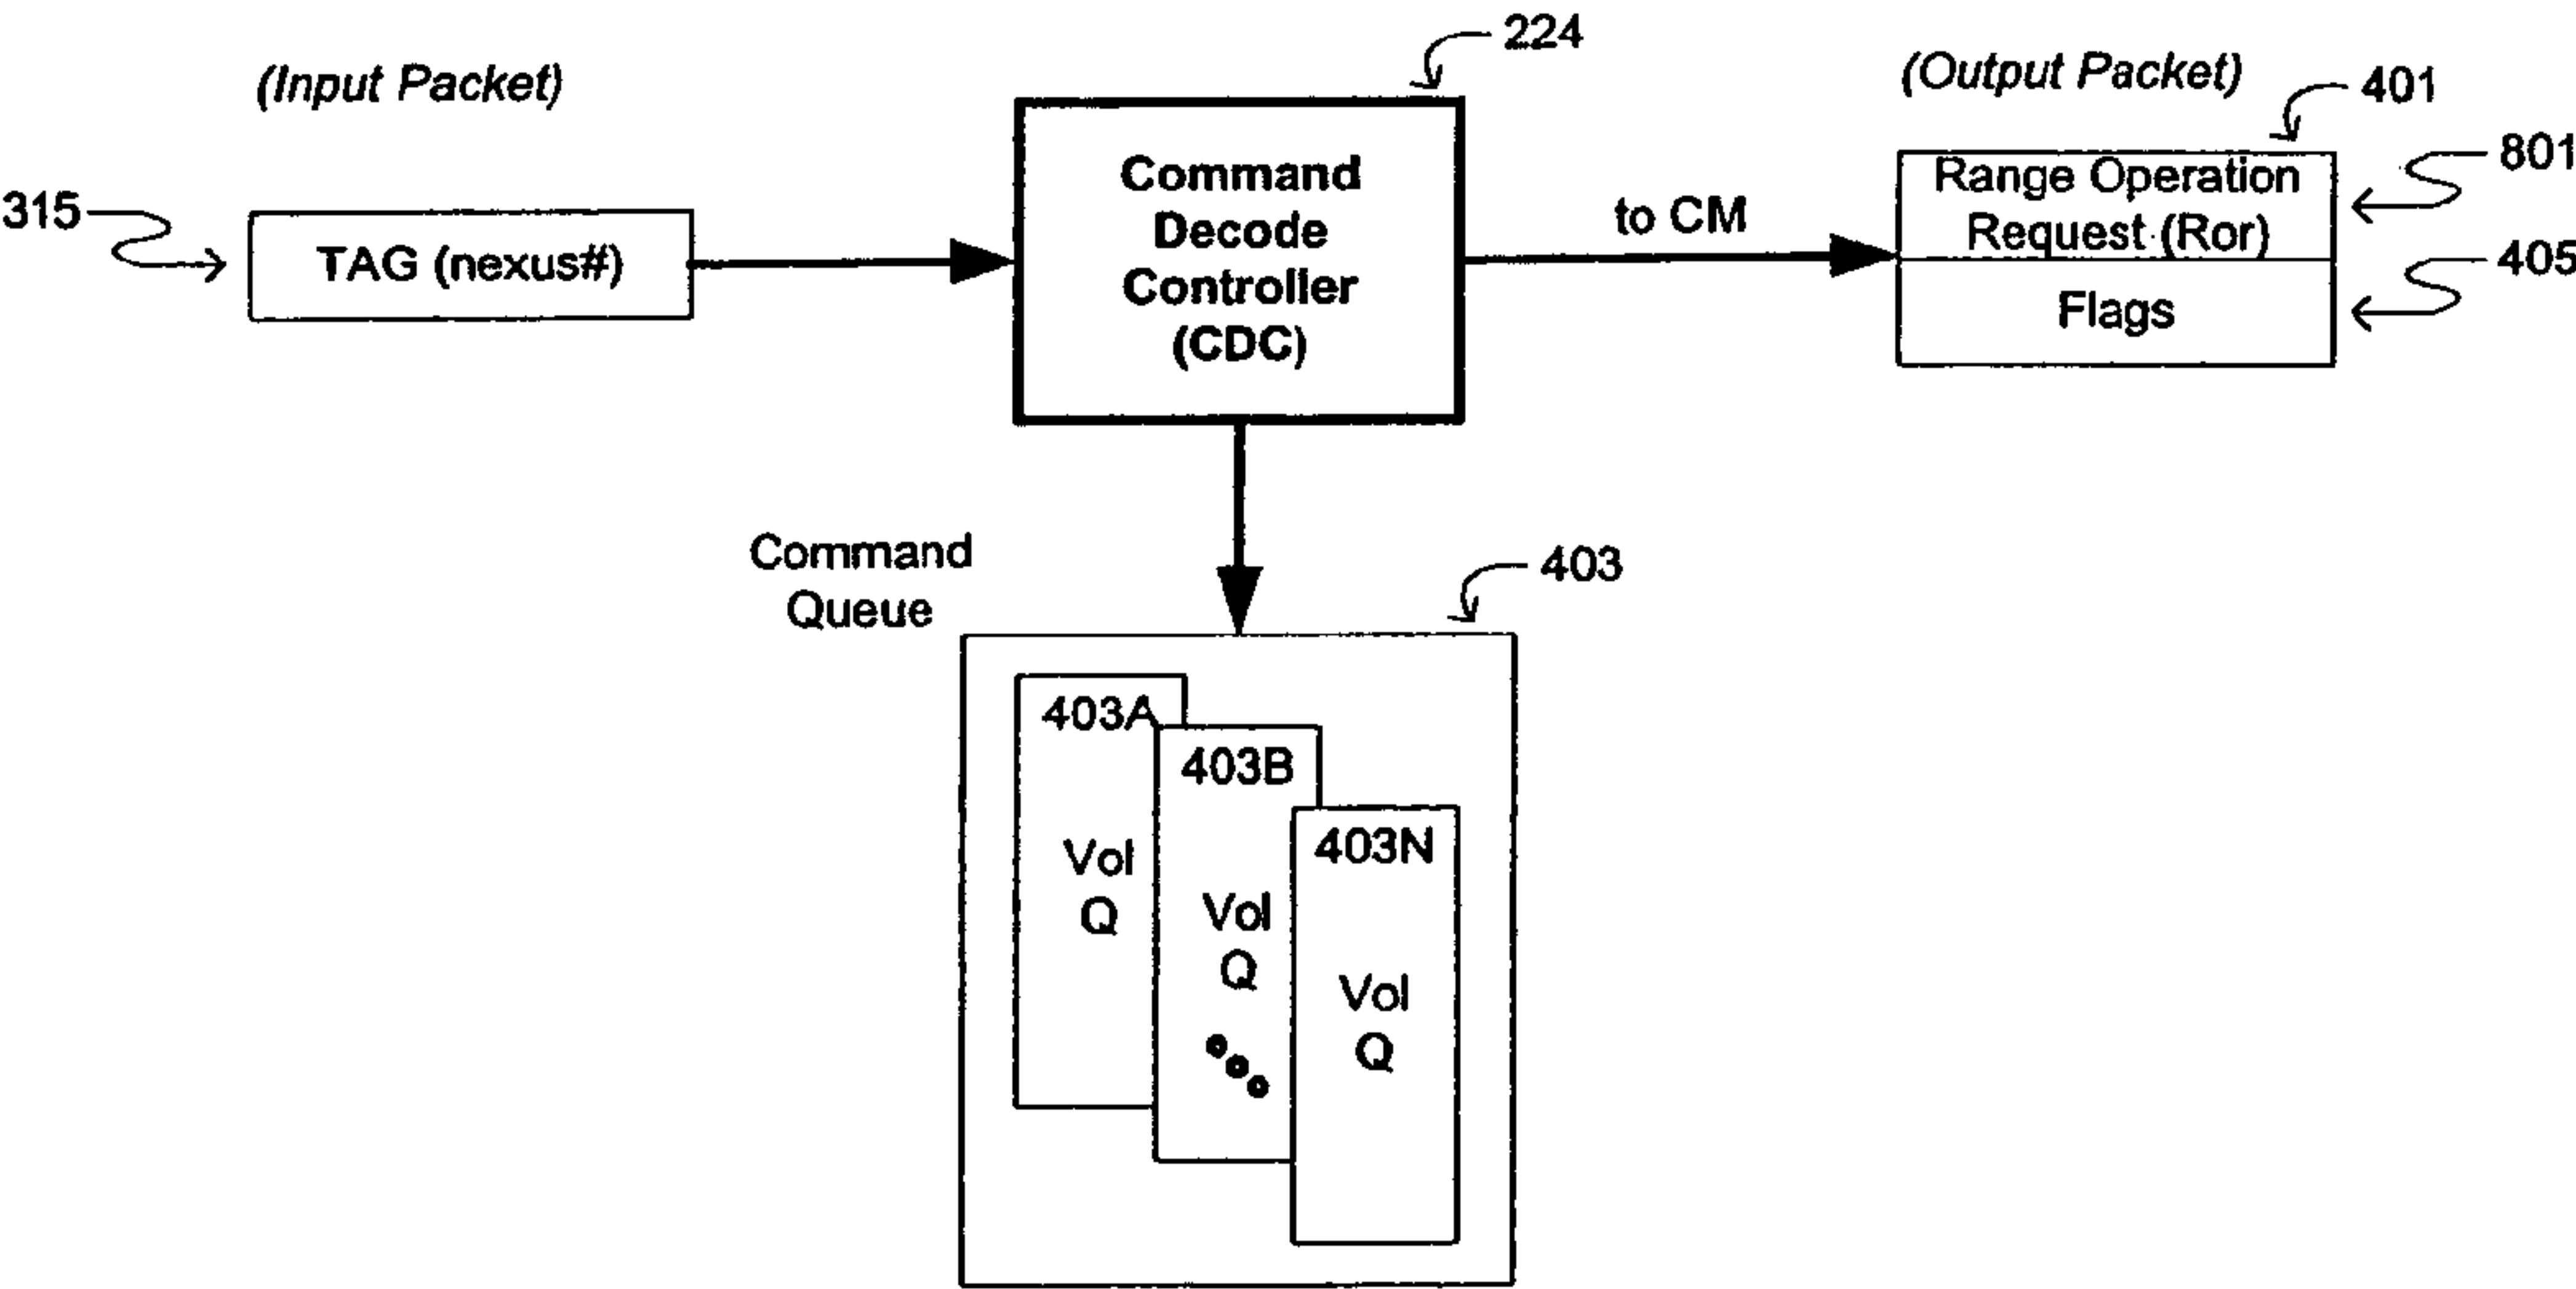 224
(Input Packet)
(Output Packet)
401
801
315
TAG (nexus#)
Command
Decode
Controller
(CDC)
to CM
Range Operation
Request (Ror)
405
Flags
Command
Queue
403
403A
Vol
Q
403B
Vol
Q
403N
Vol
Q